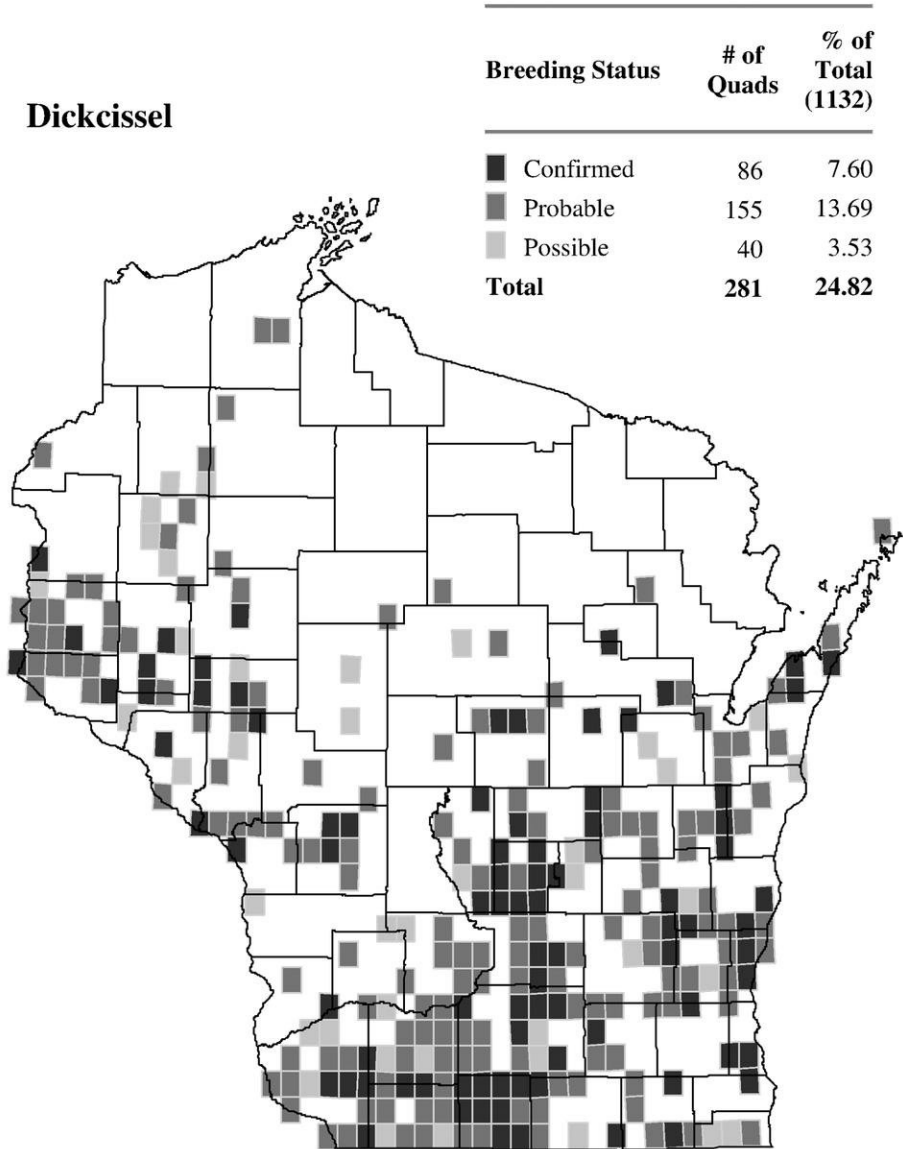 Dickcissel
Breeding Status # of Quads % of Total (1132)
Confirmed 86 7.60
Probable 155 13.69
Possible 40 3.53
Total 281 24.82